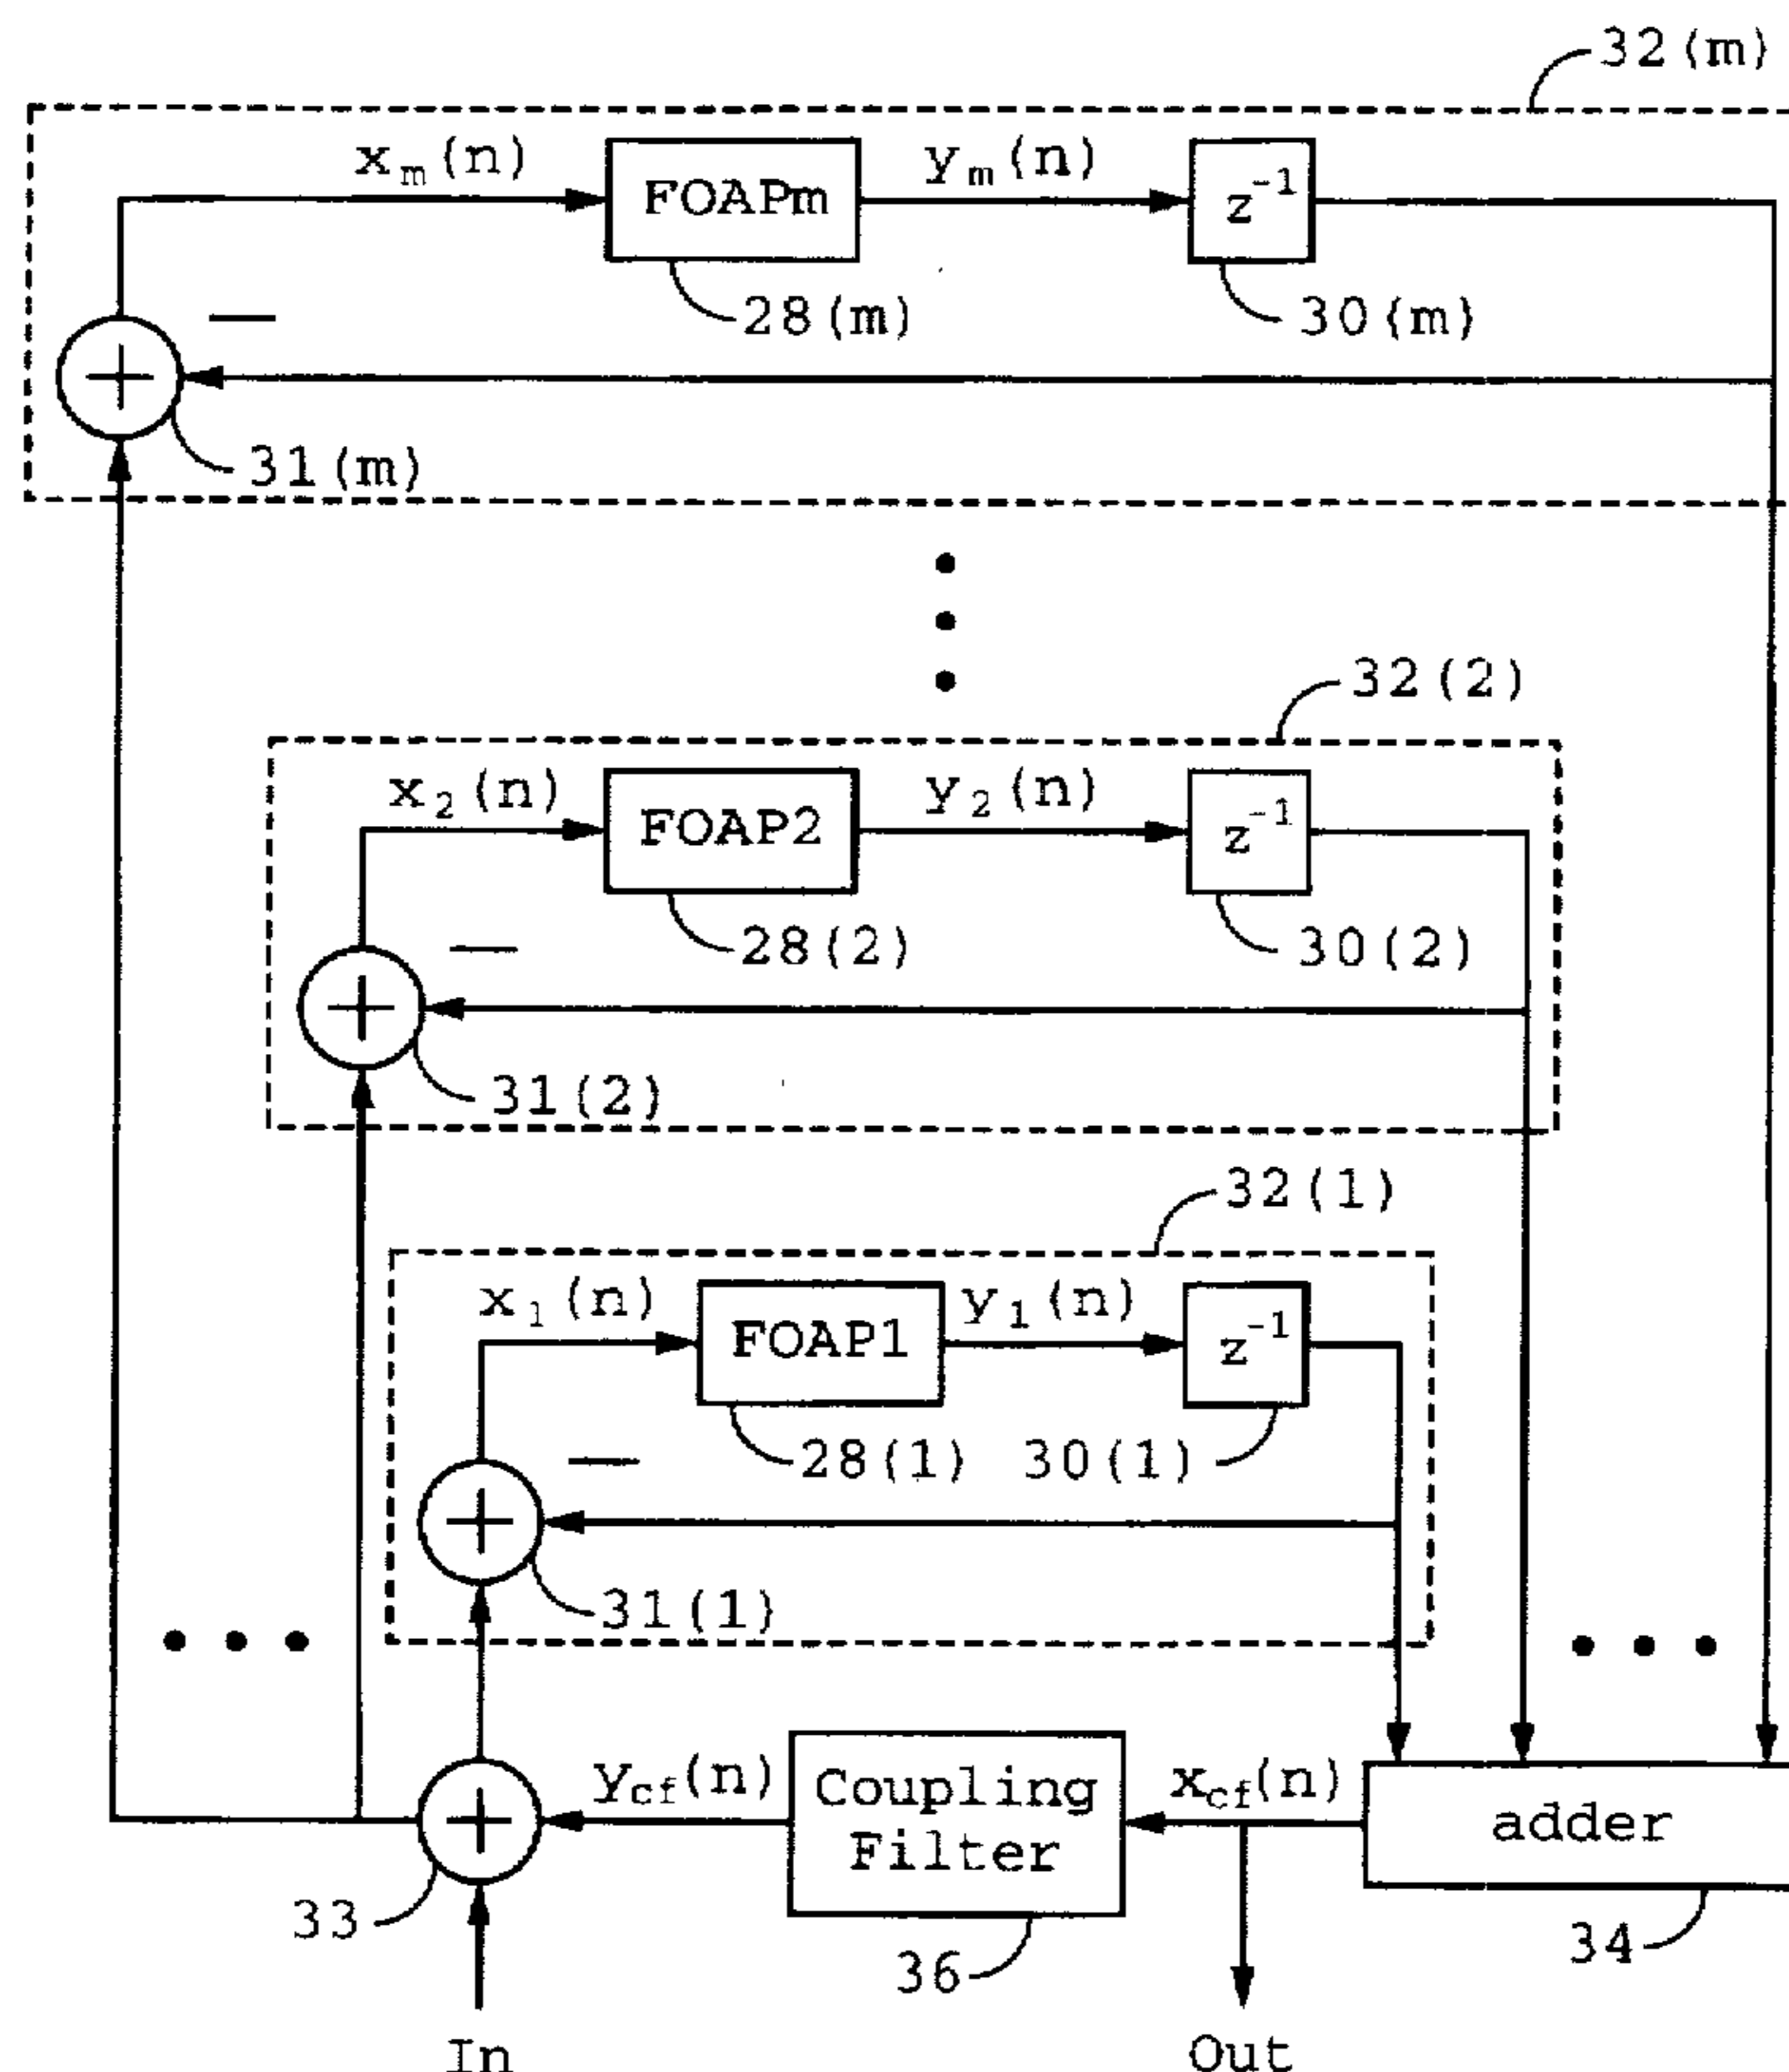 32(m)
xₘ(n)
FOAPm
yₘ(n)
z⁻¹
28(m)
30(m)
—
+
31(m)
32(2)
x₂(n)
FOAP2
y₂(n)
z⁻¹
28(2)
30(2)
—
+
31(2)
32(1)
x₁(n)
FOAP1
y₁(n)
z⁻¹
28(1)
30(1)
—
+
31(1)
+
y_cf(n)
Coupling
Filter
x_cf(n)
adder
33
36
34
In
Out